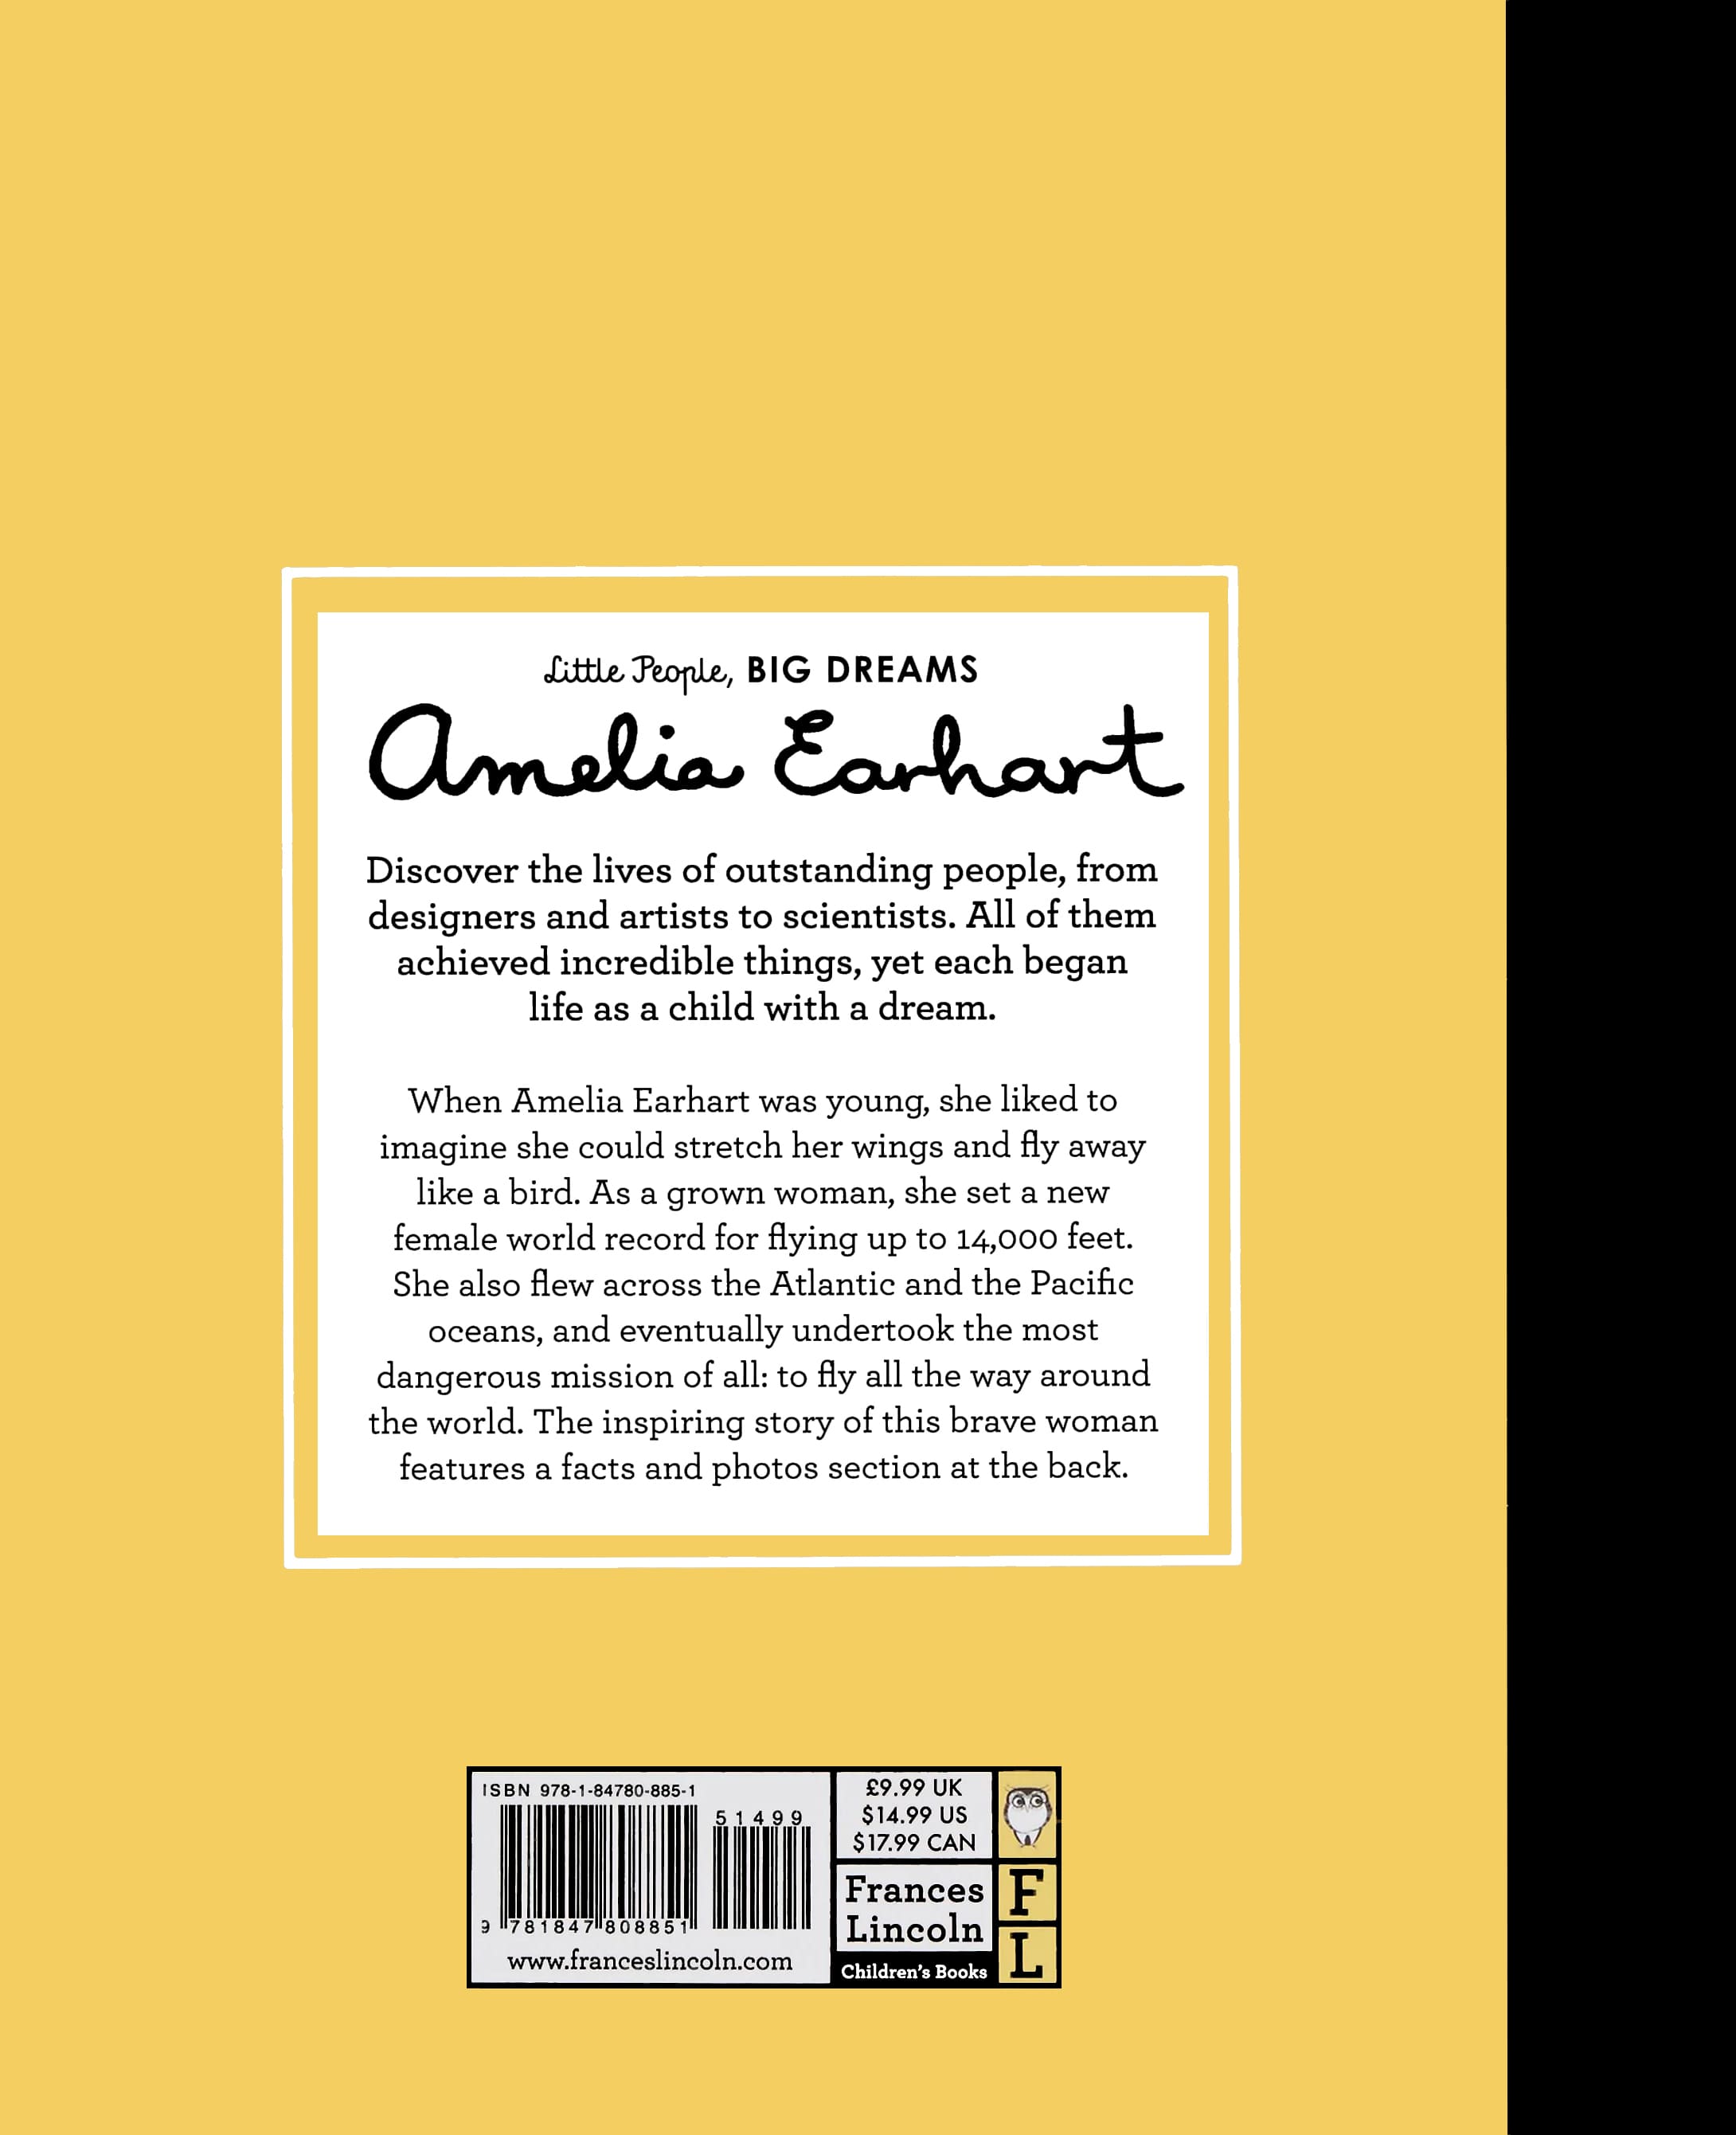 Little People, BIG DREAMS
Amelia Earhart
Discover the lives of outstanding people, from
designers and artists to scientists. All of them
achieved incredible things, yet each began
life as a child with a dream.
When Amelia Earhart was young, she liked to
imagine she could stretch her wings and fly away
like a bird. As a grown woman, she set a new
female world record for flying up to 14,000 feet.
She also flew across the Atlantic and the Pacific
oceans, and eventually undertook the most
dangerous mission of all: to fly all the way around
the world. The inspiring story of this brave woman
features a facts and photos section at the back.
ISBN 978-1-84780-885-1
51499
9 781847 808851
www.franceslincoln.com
£9.99 UK
$14.99 US
$17.99 CAN
Frances
Lincoln
Children's Books
F
L